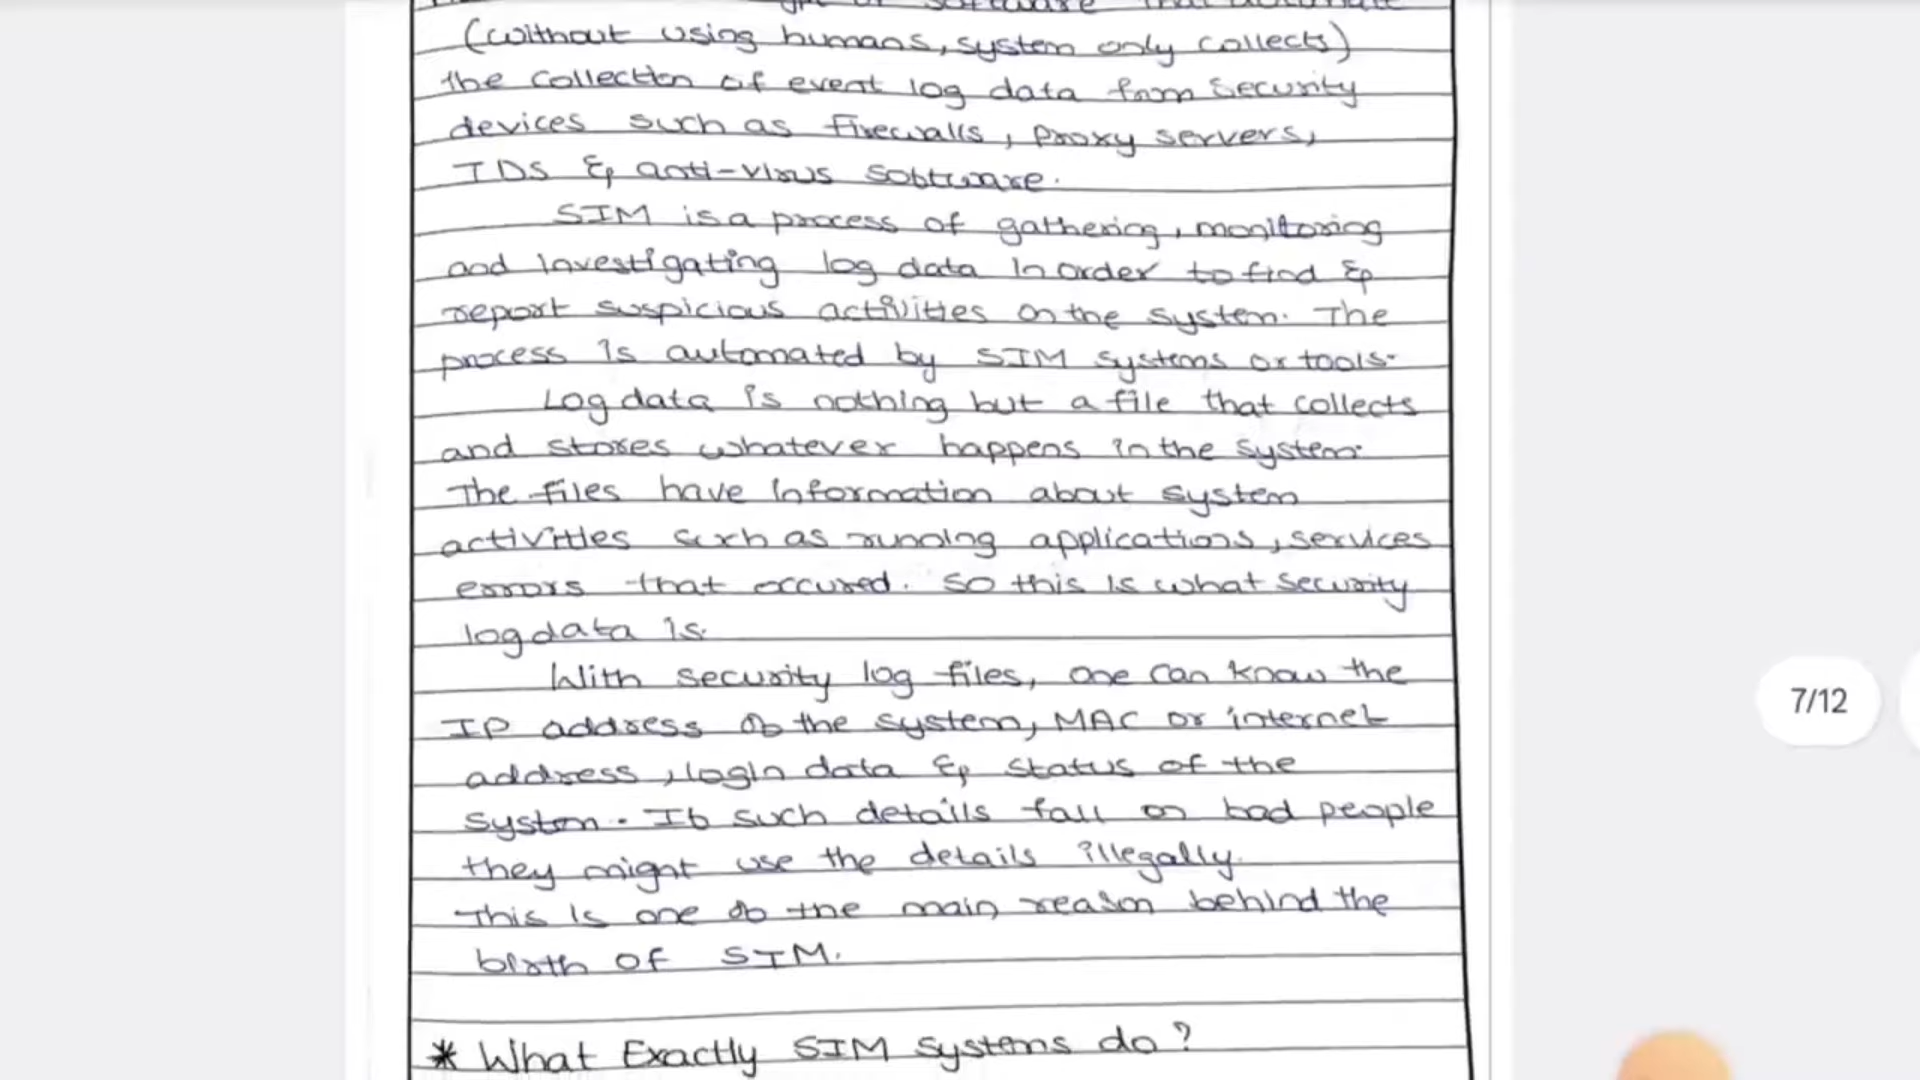 software that automate
(without using humans, system only collects)
the collection of event log data from security
devices such as firewalls, proxy servers,
IDS & anti-virus software.
SIM is a process of gathering, monitoring
and investigating log data in order to find &
report suspicious activities on the system. The
process is automated by SIM systems or tools.
Log data is nothing but a file that collects
and stores whatever happens in the system.
The files have information about system
activities such as running applications, services
errors that occured. So this is what security
log data is.
With security log files, one can know the
IP address of the system, MAC or internet
address, login data & status of the
system. If such details fall on bad people
they might use the details illegally.
This is one of the main reason behind the
birth of SIM.
7/12
* What Exactly SIM systems do?